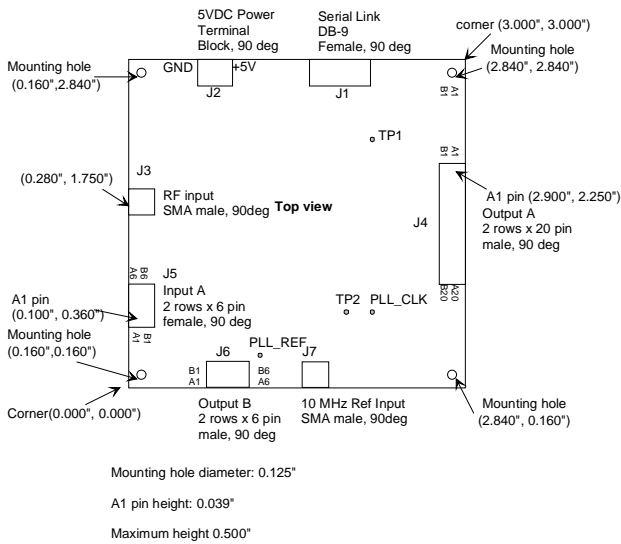 5VDC Power
Terminal
Block, 90 deg
Serial Link
DB-9
Female, 90 deg
corner (3.000", 3.000")
Mounting hole
(0.160",2.840")
GND
+5V
Mounting hole
(2.840", 2.840")
J2
J1
B1
A1
TP1
B1
A1
J3
(0.280", 1.750")
RF input
SMA male, 90deg
Top view
J4
A1 pin (2.900", 2.250")
Output A
2 rows x 20 pin
male, 90 deg
A6
B6
J5
Input A
2 rows x 6 pin
female, 90 deg
A1 pin
(0.100", 0.360")
B20
A20
TP2
PLL_CLK
A1
B1
Mounting hole
(0.160",0.160")
PLL_REF
J6
J7
B1
A1
B6
A6
Corner(0.000", 0.000")
Output B
2 rows x 6 pin
male, 90 deg
10 MHz Ref Input
SMA male, 90deg
Mounting hole
(2.840", 0.160")
Mounting hole diameter: 0.125"
A1 pin height: 0.039"
Maximum height 0.500"